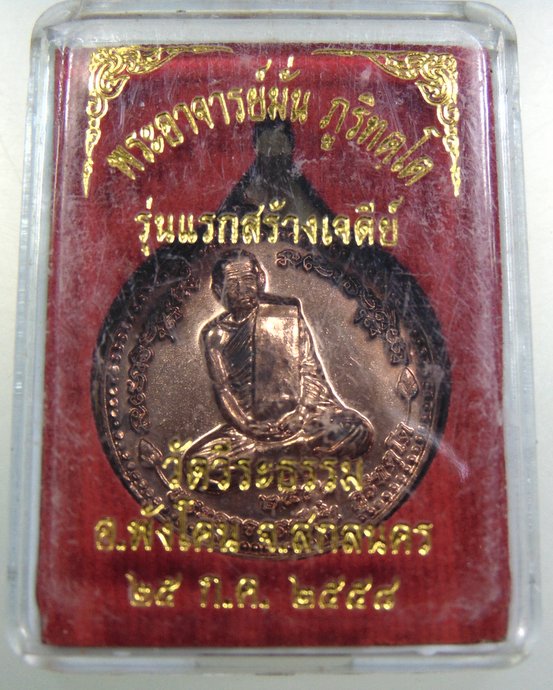 พระอาจารย์มั่น ภูริทตโต
รุ่นแรกสร้างเจดีย์
วัดวิระธรรม
อ.พังโคน จ.สกลนคร
๒๕ ก.ค. ๒๕๕๘